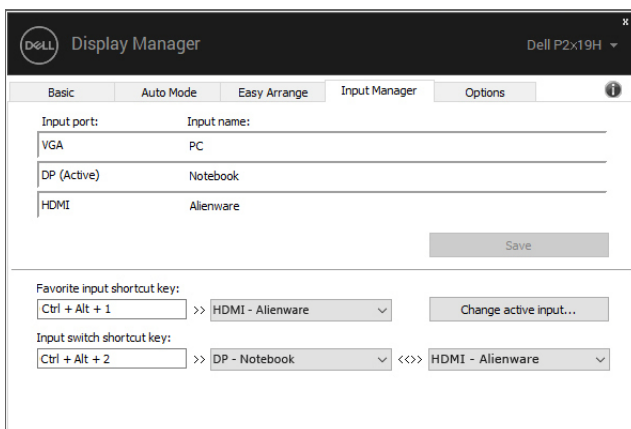 x
DELL Display Manager Dell P2x19H
Basic Auto Mode Easy Arrange Input Manager Options i
Input port: Input name:
VGA PC
DP (Active) Notebook
HDMI Alienware
Save
Favorite input shortcut key:
Ctrl + Alt + 1 >> HDMI - Alienware Change active input...
Input switch shortcut key:
Ctrl + Alt + 2 >> DP - Notebook <<>> HDMI - Alienware